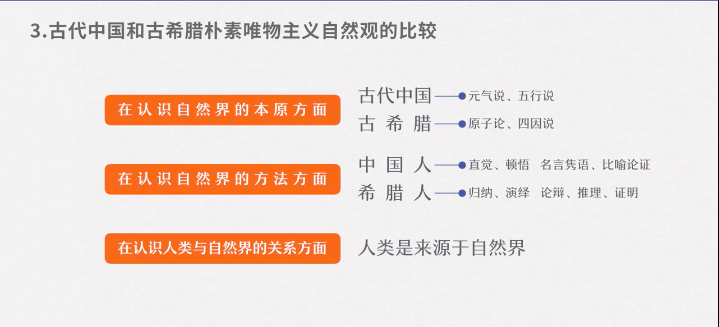 3.古代中国和古希腊朴素唯物主义自然观的比较
在认识自然界的本原方面
古代中国 元气说、五行说
古希腊 原子论、四因说
在认识自然界的方法方面
中国人 直觉、顿悟 名言隽语、比喻论证
希腊人 归纳、演绎 论辩、推理、证明
在认识人类与自然界的关系方面
人类是来源于自然界